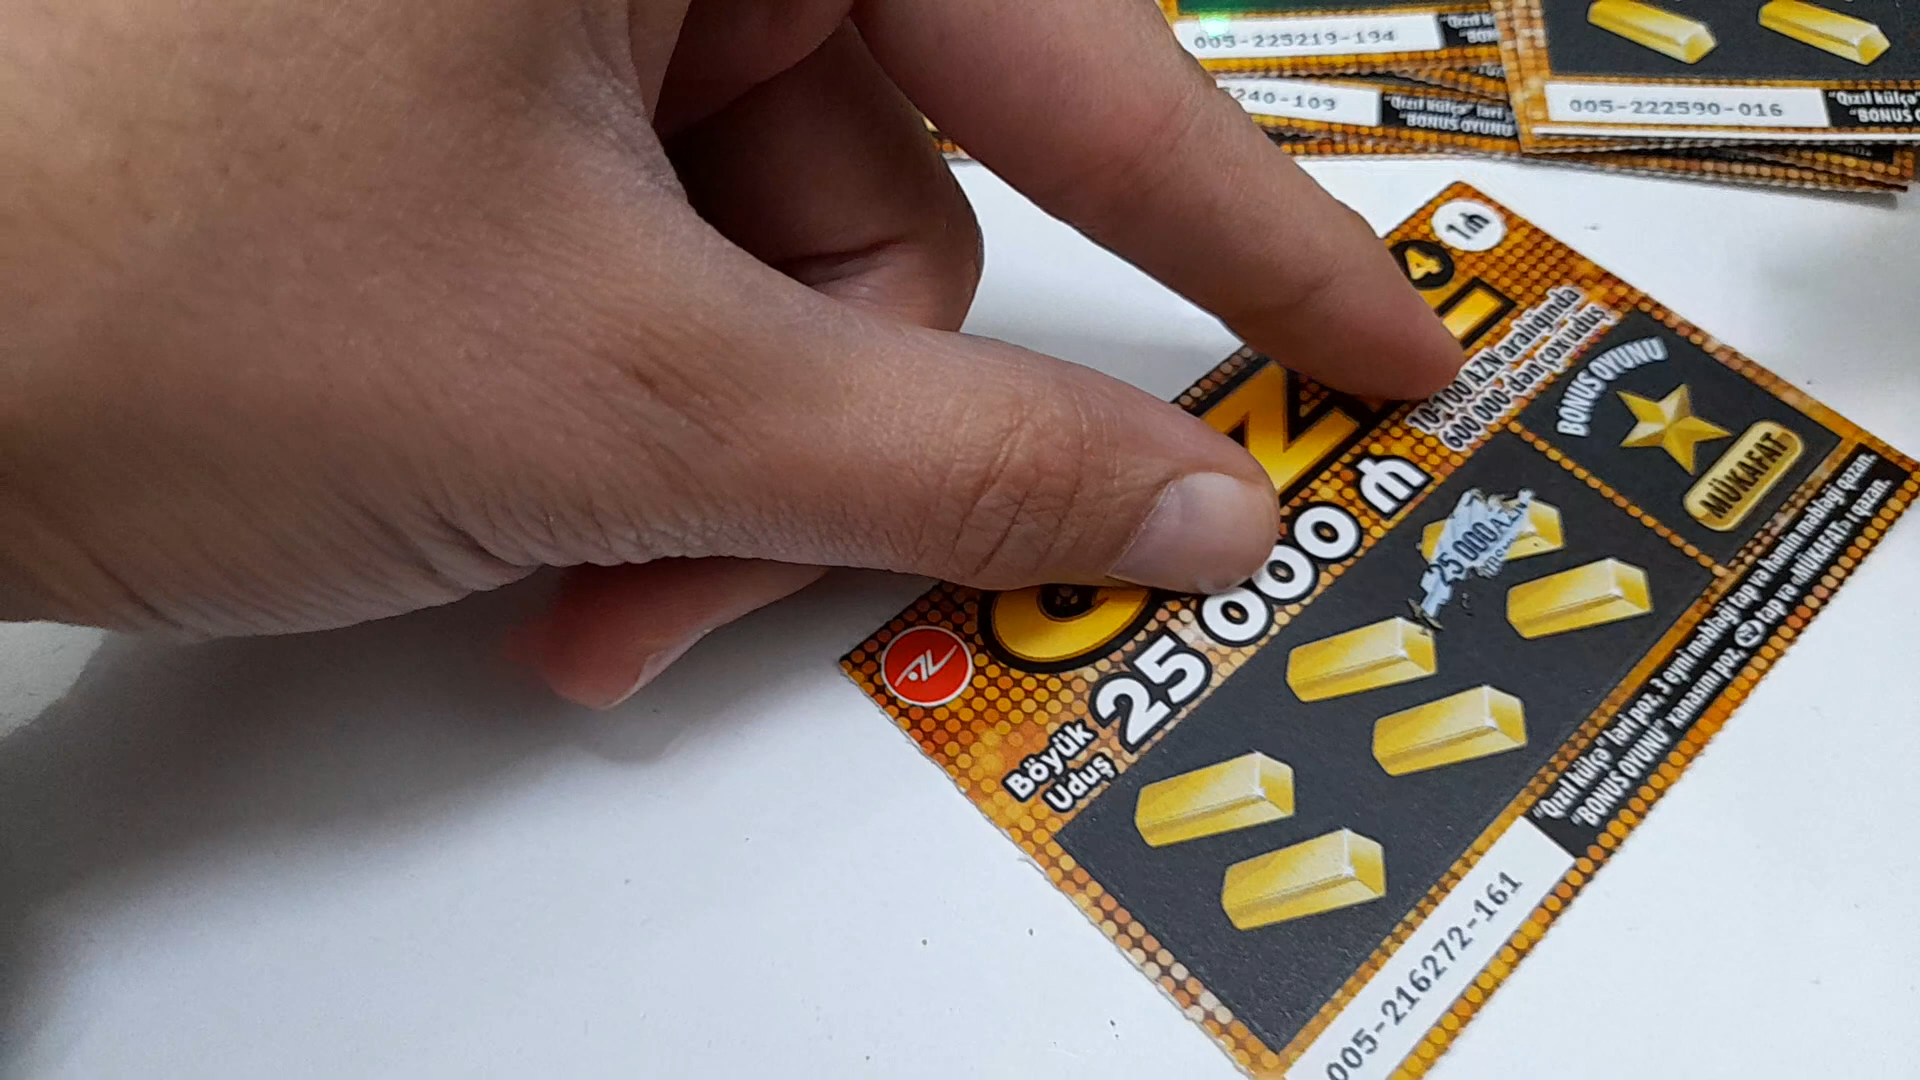 005-225219-194
240-109
"Qızıl külçə" ləri
"BONUS OYUNU
005-222590-016
"Qızıl külçə"
"BONUS
1₼
4
10-100 AZN aralığında
600 000-dən çox uduş
Böyük
Uduş
25 000 ₼
BONUS OYUNU
MÜKAFAT
25 000 AZN
"Qızıl külçə" ləri poz, 3 eyni məbləği tap və həmin məbləği qazan.
"BONUS OYUNU" xanasını poz, tap və «MÜKAFAT» ı qazan.
005-216272-161